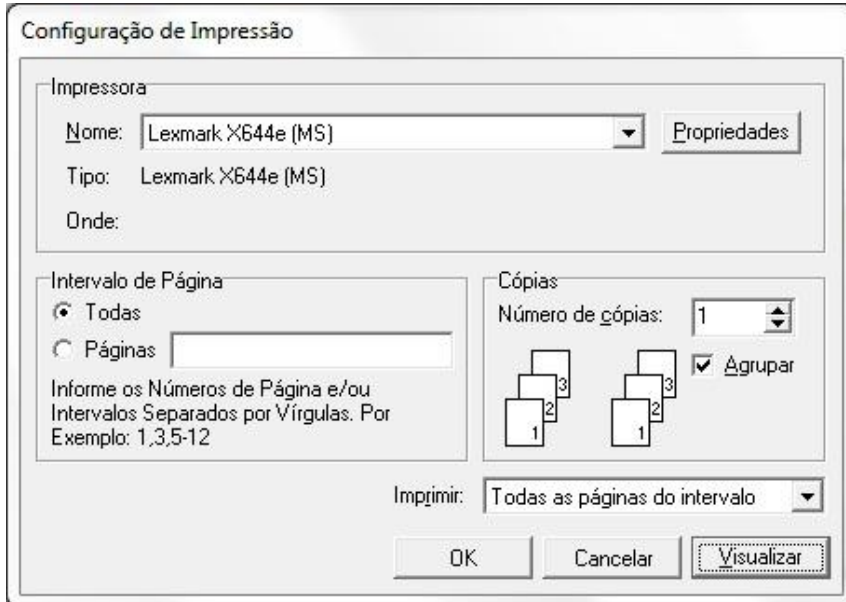 Configuração de Impressão
Impressora
Nome: Lexmark X644e (MS) Propriedades
Tipo: Lexmark X644e (MS)
Onde:
Intervalo de Página
Todas
Páginas
Informe os Números de Página e/ou
Intervalos Separados por Vírgulas. Por
Exemplo: 1,3,5-12
Cópias
Número de cópias: 1
Agrupar
1 2 3 1 2 3
Imprimir: Todas as páginas do intervalo
OK Cancelar Visualizar